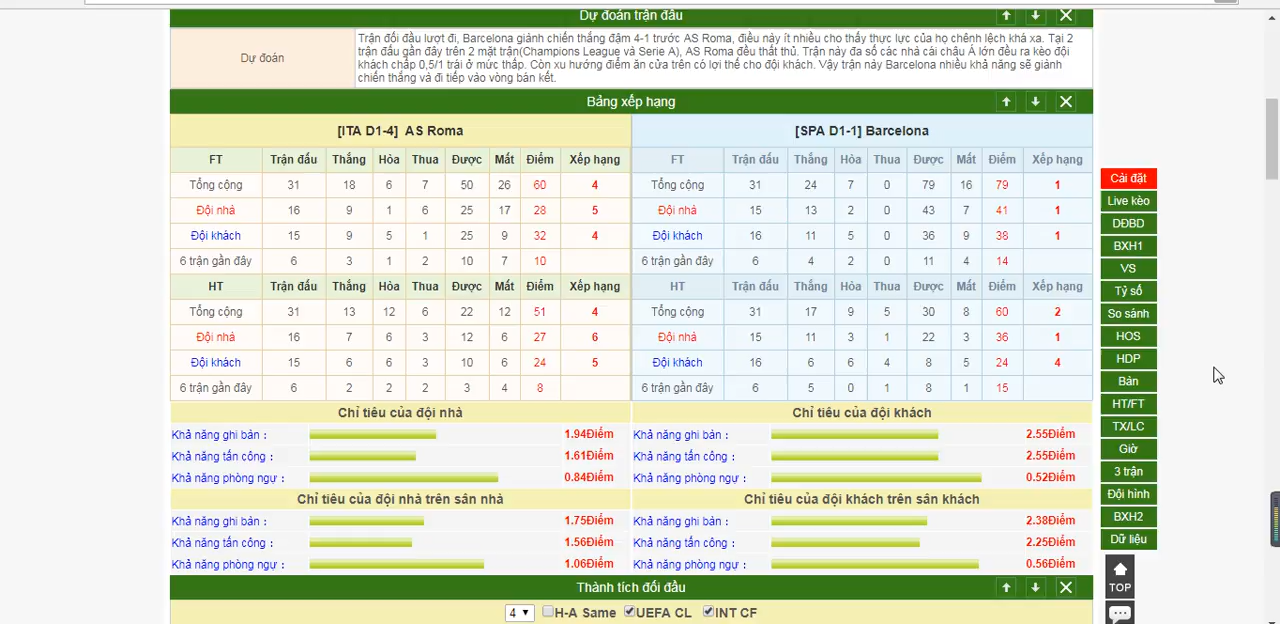 Dự đoán trận đấu
Dự đoán
Trận đối đầu lượt đi, Barcelona giành chiến thắng đậm 4-1 trước AS Roma, điều này ít nhiều cho thấy thực lực của họ chênh lệch khá xa. Tại 2
trận đấu gần đây trên 2 mặt trận(Champions League và Serie A), AS Roma đều thất thủ. Trận này đa số các nhà cái châu Á lớn đều ra kèo đội
khách chấp 0,5/1 trái ở mức thấp. Còn xu hướng điểm ăn cửa trên có lợi thế cho đội khách. Vậy trận này Barcelona nhiều khả năng sẽ giành
chiến thắng và đi tiếp vào vòng bán kết.
Bảng xếp hạng
[ITA D1-4] AS Roma [SPA D1-1] Barcelona
FT Trận đấu Thắng Hòa Thua Được Mất Điểm Xếp hạng FT Trận đấu Thắng Hòa Thua Được Mất Điểm Xếp hạng
Tổng cộng 31 18 6 7 50 26 60 4 Tổng cộng 31 24 7 0 79 16 79 1
Đội nhà 16 9 1 6 25 17 28 5 Đội nhà 15 13 2 0 43 7 41 1
Đội khách 15 9 5 1 25 9 32 4 Đội khách 16 11 5 0 36 9 38 1
6 trận gần đây 6 3 1 2 10 7 10 6 trận gần đây 6 4 2 0 11 4 14
HT Trận đấu Thắng Hòa Thua Được Mất Điểm Xếp hạng HT Trận đấu Thắng Hòa Thua Được Mất Điểm Xếp hạng
Tổng cộng 31 13 12 6 22 12 51 4 Tổng cộng 31 17 9 5 30 8 60 2
Đội nhà 16 7 6 3 12 6 27 6 Đội nhà 15 11 3 1 22 3 36 1
Đội khách 15 6 6 3 10 6 24 5 Đội khách 16 6 6 4 8 5 24 4
6 trận gần đây 6 2 2 2 3 4 8 6 trận gần đây 6 5 0 1 8 1 15
Chỉ tiêu của đội nhà Chỉ tiêu của đội khách
Khả năng ghi bản : 1.94Điểm Khả năng ghi bản : 2.55Điểm
Khả năng tấn công : 1.61Điểm Khả năng tấn công : 2.55Điểm
Khả năng phòng ngự : 0.84Điểm Khả năng phòng ngự : 0.52Điểm
Chỉ tiêu của đội nhà trên sân nhà Chỉ tiêu của đội khách trên sân khách
Khả năng ghi bản : 1.75Điểm Khả năng ghi bản : 2.38Điểm
Khả năng tấn công : 1.56Điểm Khả năng tấn công : 2.25Điểm
Khả năng phòng ngự : 1.06Điểm Khả năng phòng ngự : 0.56Điểm
Thành tích đối đầu
4 H-A Same UEFA CL INT CF
Cài đặt
Live kèo
DĐBD
BXH1
VS
Tỷ số
So sánh
HOS
HDP
Bàn
HT/FT
TX/LC
Giờ
3 trận
Đội hình
BXH2
Dữ liệu
TOP